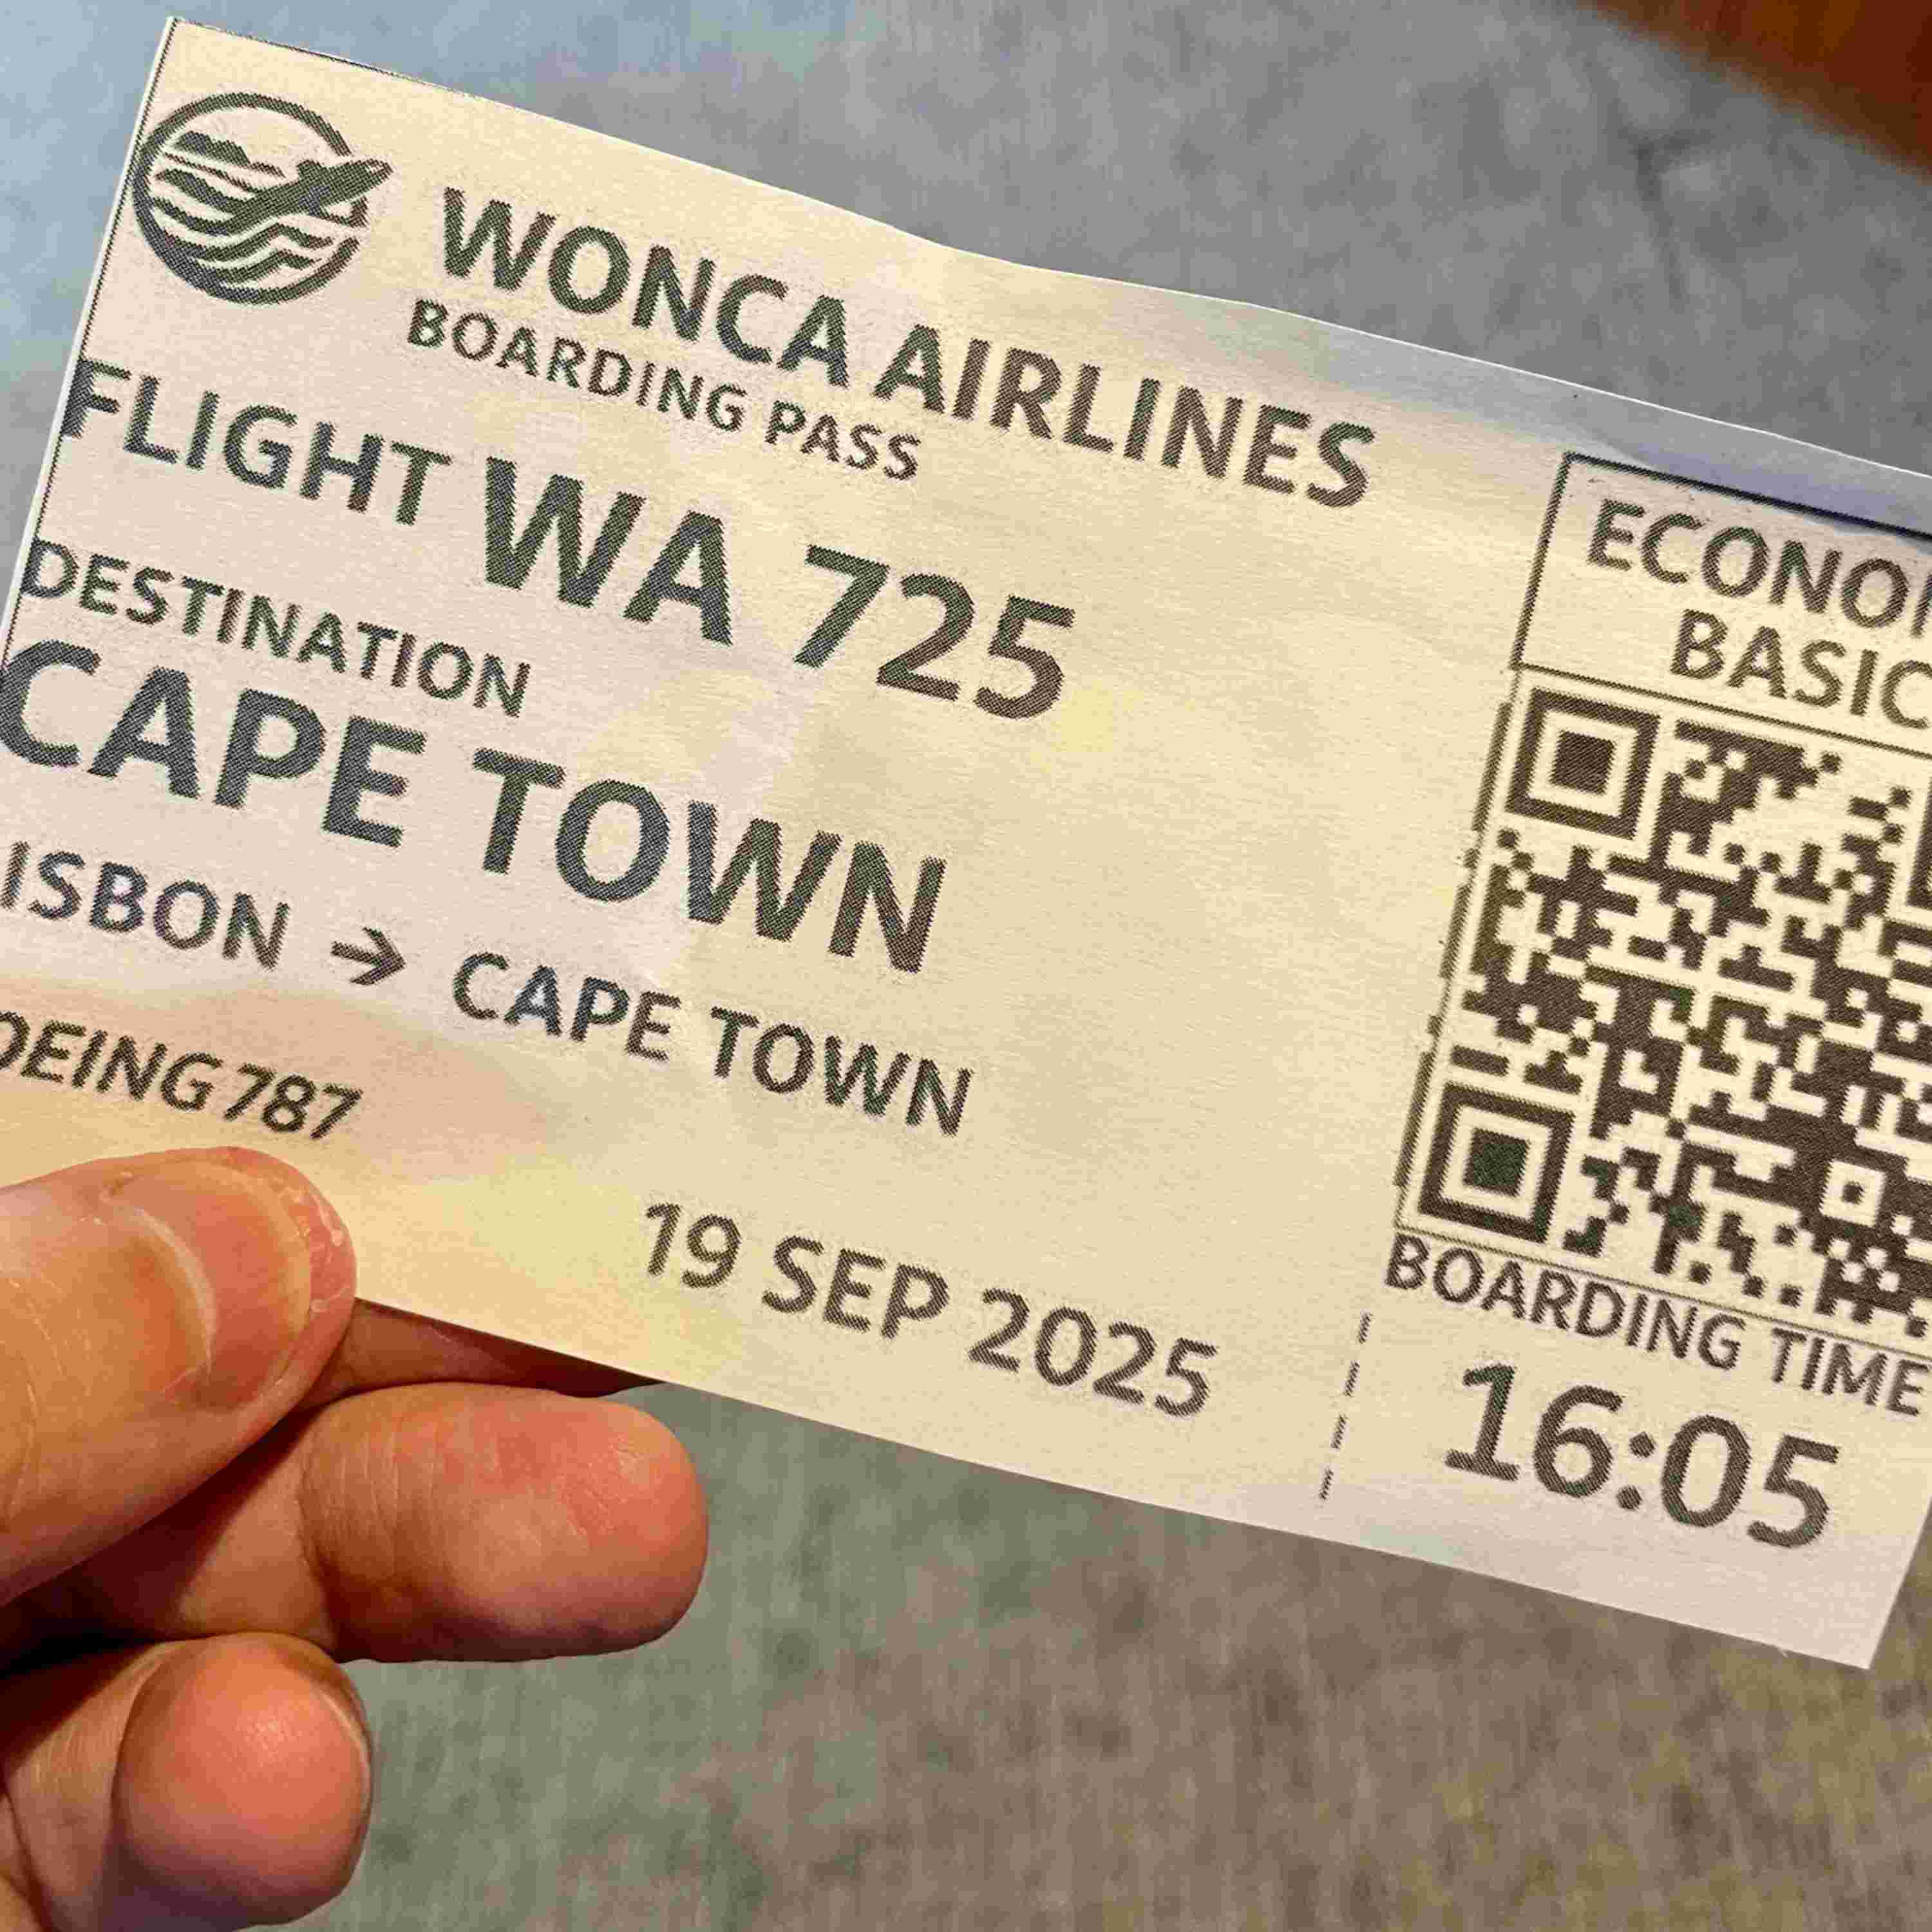 WONCA AIRLINES
BOARDING PASS
FLIGHT WA 725
DESTINATION
CAPE TOWN
ISBON → CAPE TOWN
OEING 787
19 SEP 2025
ECONO
BASIC
BOARDING TIME
16:05